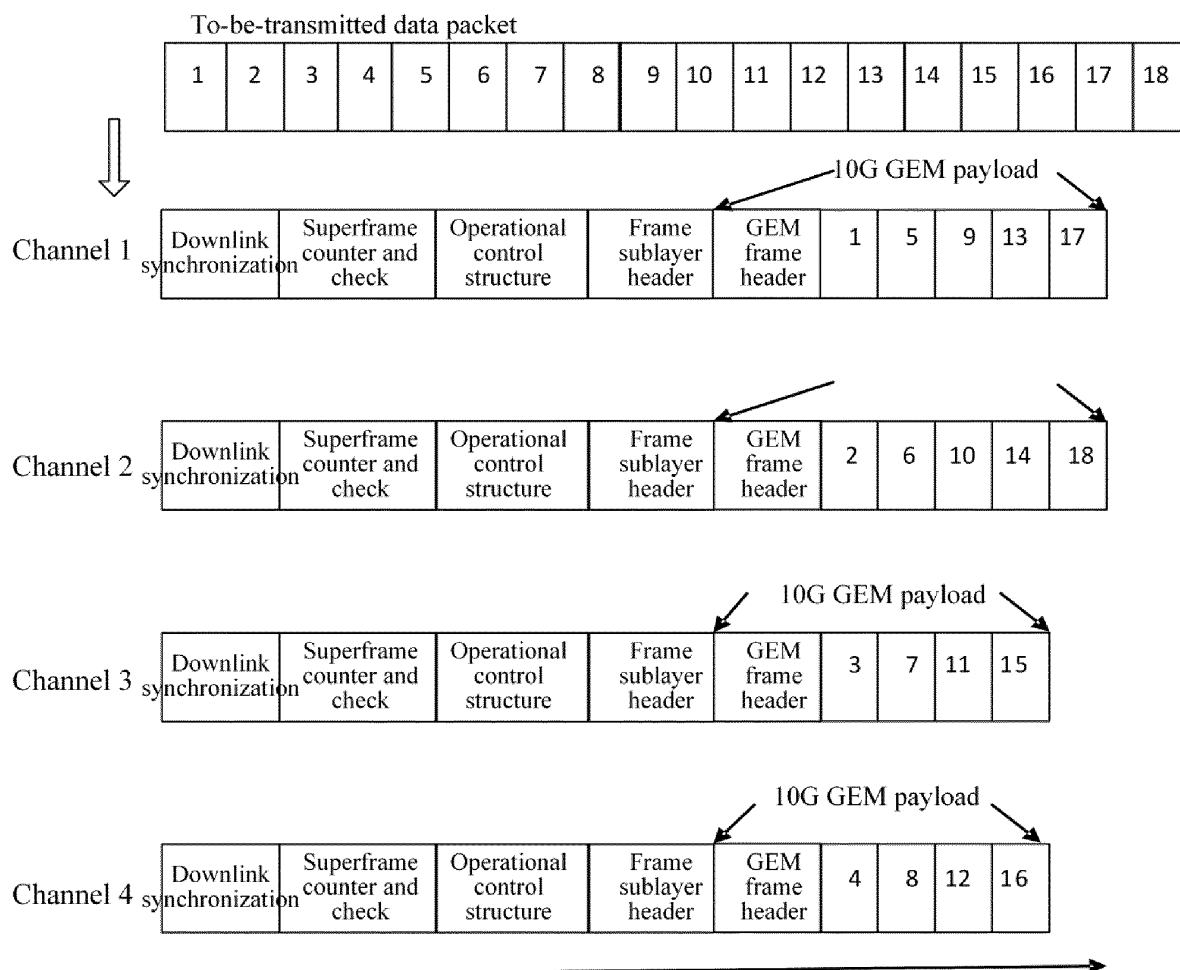 To-be-transmitted data packet
1 2 3 4 5 6 7 8 9 10 11 12 13 14 15 16 17 18
10G GEM payload
Channel 1
Downlink synchronization
Superframe counter and check
Operational control structure
Frame sublayer header
GEM frame header
1 5 9 13 17
Channel 2
Downlink synchronization
Superframe counter and check
Operational control structure
Frame sublayer header
GEM frame header
2 6 10 14 18
10G GEM payload
Channel 3
Downlink synchronization
Superframe counter and check
Operational control structure
Frame sublayer header
GEM frame header
3 7 11 15
10G GEM payload
Channel 4
Downlink synchronization
Superframe counter and check
Operational control structure
Frame sublayer header
GEM frame header
4 8 12 16